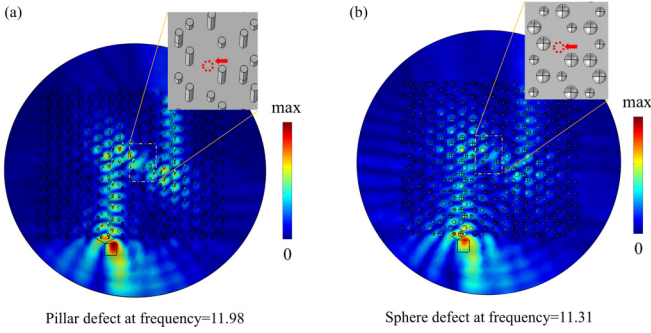 (a)
(b)
max
0
max
0
Pillar defect at frequency=11.98
Sphere defect at frequency=11.31